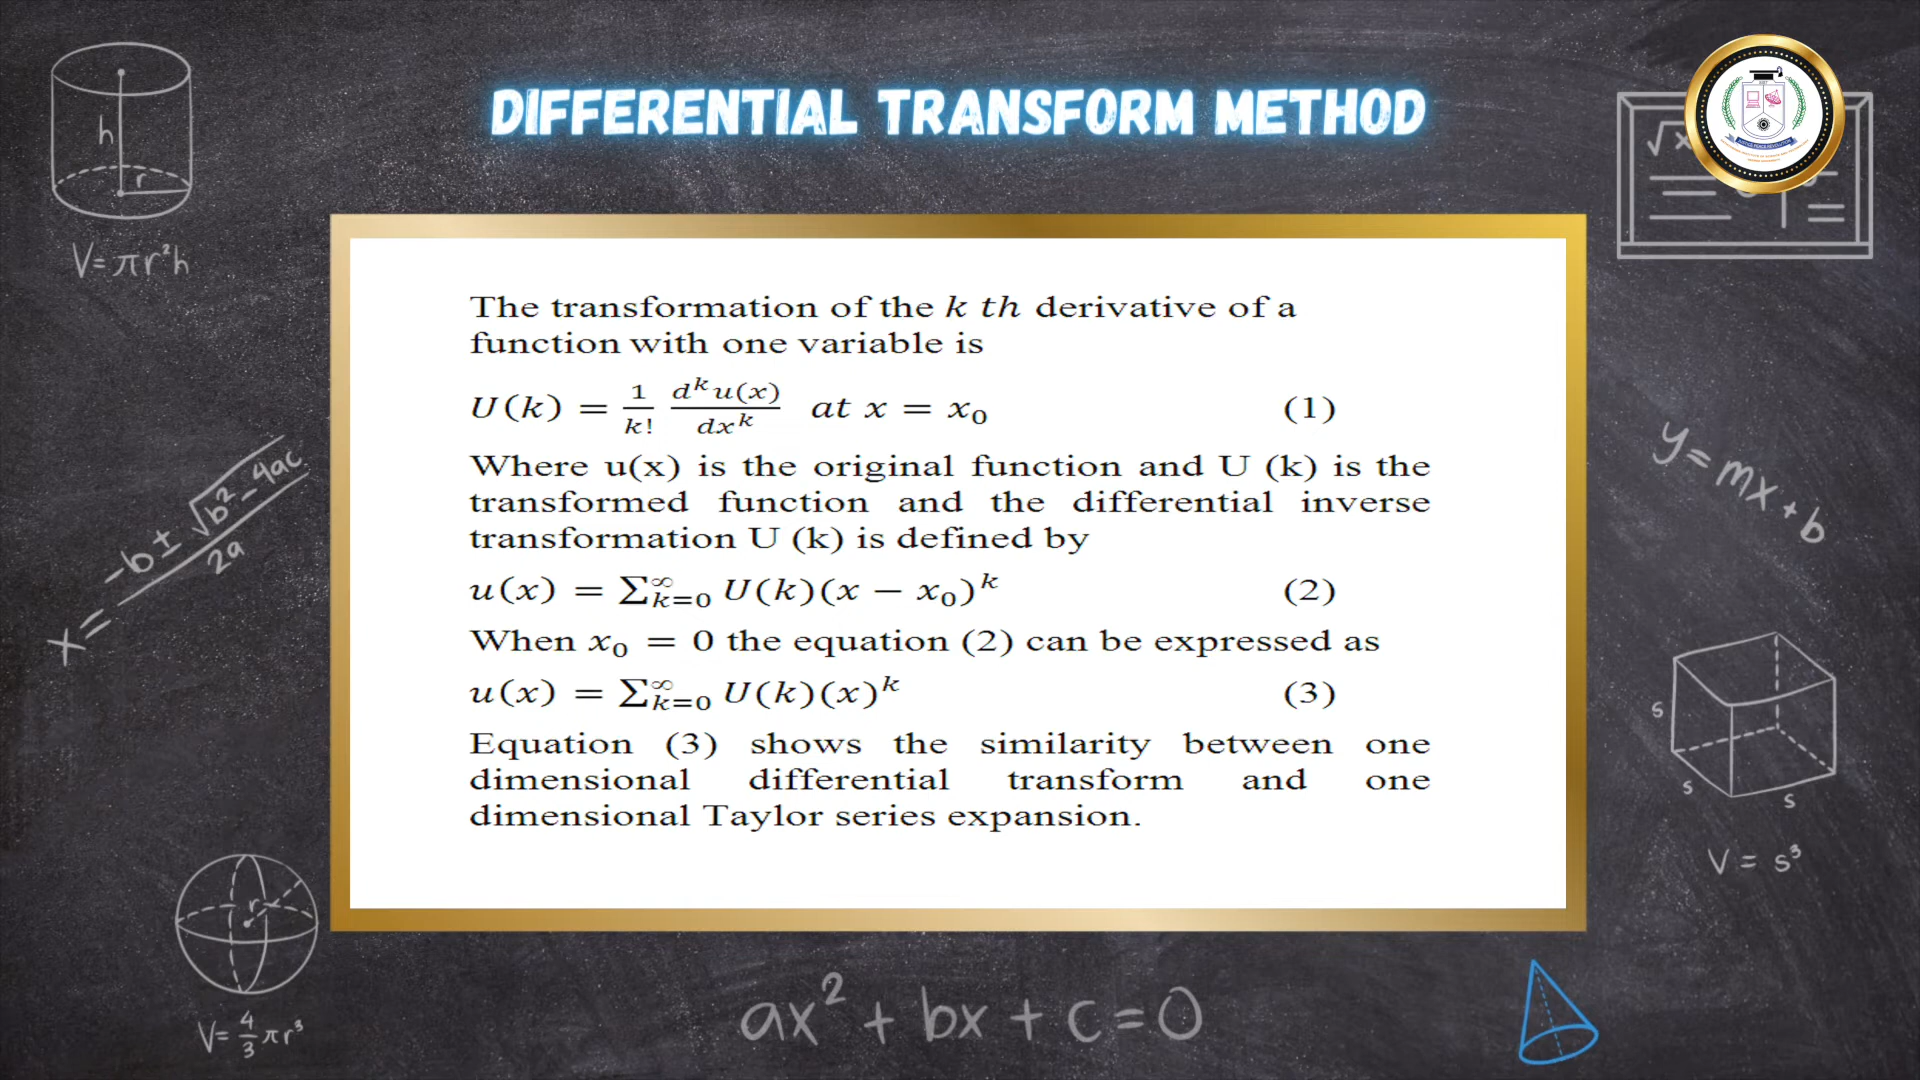 DIFFERENTIAL TRANSFORM METHOD
h
r
V=πr²h
√x
The transformation of the k th derivative of a
function with one variable is
U(k) = 1/k! d^k u(x)/dx^k at x = x₀ (1)
Where u(x) is the original function and U (k) is the
transformed function and the differential inverse
transformation U (k) is defined by
u(x) = ∑_{k=0}^{∞} U(k)(x − x₀)^k (2)
When x₀ = 0 the equation (2) can be expressed as
u(x) = ∑_{k=0}^{∞} U(k)(x)^k (3)
Equation (3) shows the similarity between one
dimensional differential transform and one
dimensional Taylor series expansion.
x = -b ± √b²-4ac / 2a
y = mx + b
s
s
s
V = s³
r
V= 4/3 πr³
ax² + bx + c = 0